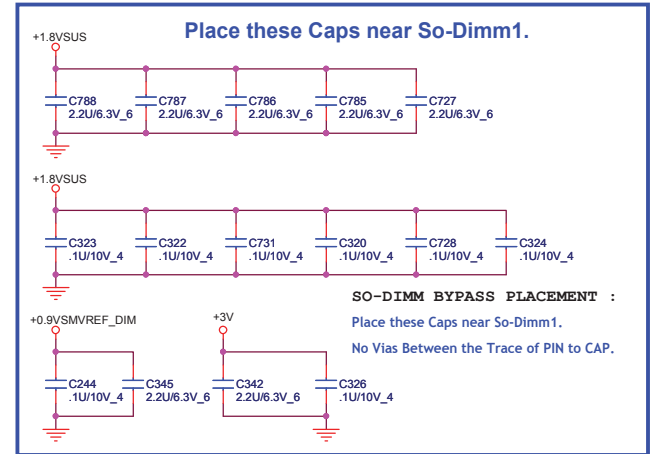 Place these Caps near So-Dimm1.
+1.8VSUS
C788 C787 C786 C785 C727
2.2U/6.3V_6 2.2U/6.3V_6 2.2U/6.3V_6 2.2U/6.3V_6 2.2U/6.3V_6
+1.8VSUS
C323 C322 C731 C320 C728 C324
.1U/10V_4 .1U/10V_4 .1U/10V_4 .1U/10V_4 .1U/10V_4 .1U/10V_4
SO-DIMM BYPASS PLACEMENT :
Place these Caps near So-Dimm1.
No Vias Between the Trace of PIN to CAP.
+0.9VSMVREF_DIM +3V
C244 C345 C342 C326
.1U/10V_4 2.2U/6.3V_6 2.2U/6.3V_6 .1U/10V_4